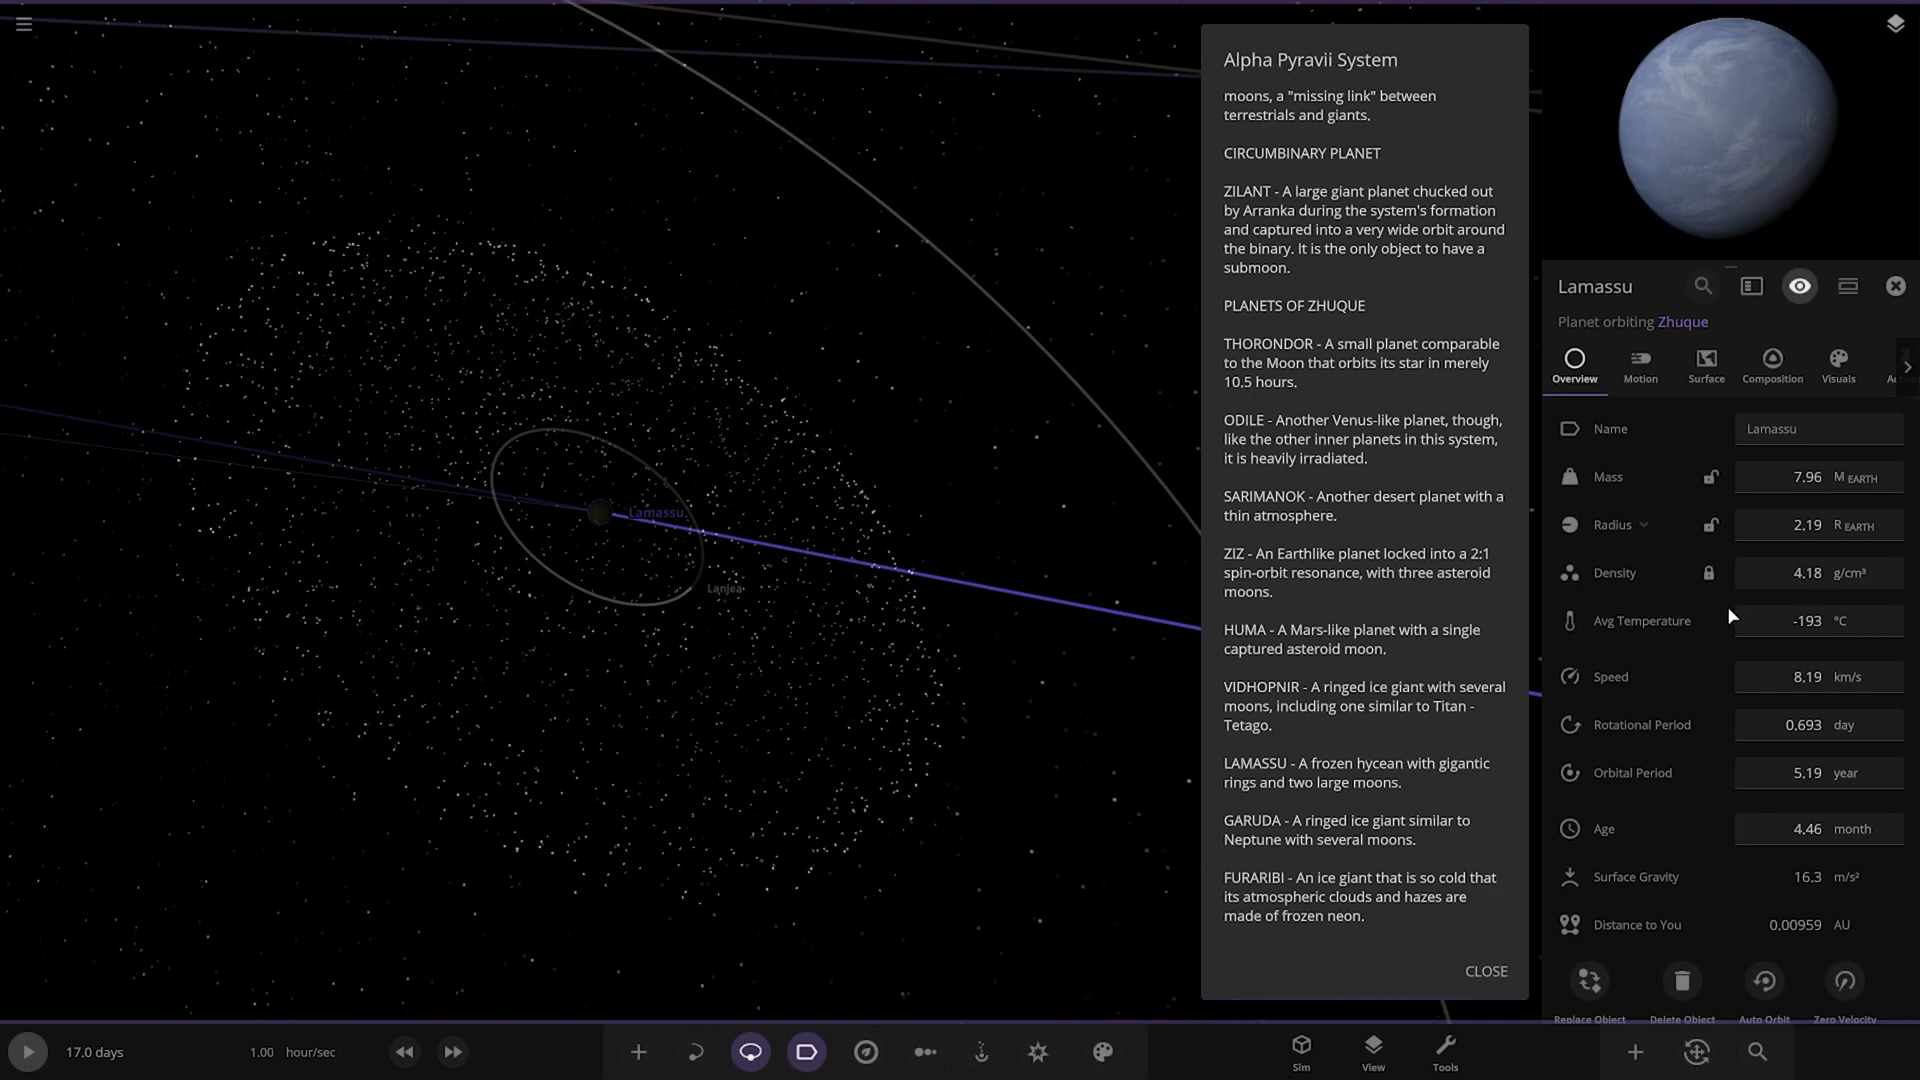 Alpha Pyravii System
moons, a "missing link" between
terrestrials and giants.
CIRCUMBINARY PLANET
ZILANT - A large giant planet chucked out
by Arranka during the system's formation
and captured into a very wide orbit around
the binary. It is the only object to have a
submoon.
PLANETS OF ZHUQUE
THORONDOR - A small planet comparable
to the Moon that orbits its star in merely
10.5 hours.
ODILE - Another Venus-like planet, though,
like the other inner planets in this system,
it is heavily irradiated.
SARIMANOK - Another desert planet with a
thin atmosphere.
ZIZ - An Earthlike planet locked into a 2:1
spin-orbit resonance, with three asteroid
moons.
HUMA - A Mars-like planet with a single
captured asteroid moon.
VIDHOPNIR - A ringed ice giant with several
moons, including one similar to Titan -
Tetago.
LAMASSU - A frozen hycean with gigantic
rings and two large moons.
GARUDA - A ringed ice giant similar to
Neptune with several moons.
FURARIBI - An ice giant that is so cold that
its atmospheric clouds and hazes are
made of frozen neon.
CLOSE
Lamassu
Lanjea
Lamassu
Planet orbiting Zhuque
Overview Motion Surface Composition Visuals
Name Lamassu
Mass 7.96 M EARTH
Radius 2.19 R EARTH
Density 4.18 g/cm³
Avg Temperature -193 °C
Speed 8.19 km/s
Rotational Period 0.693 day
Orbital Period 5.19 year
Age 4.46 month
Surface Gravity 16.3 m/s²
Distance to You 0.00959 AU
Replace Object Delete Object Auto Orbit Zero Velocity
17.0 days 1.00 hour/sec Sim View Tools